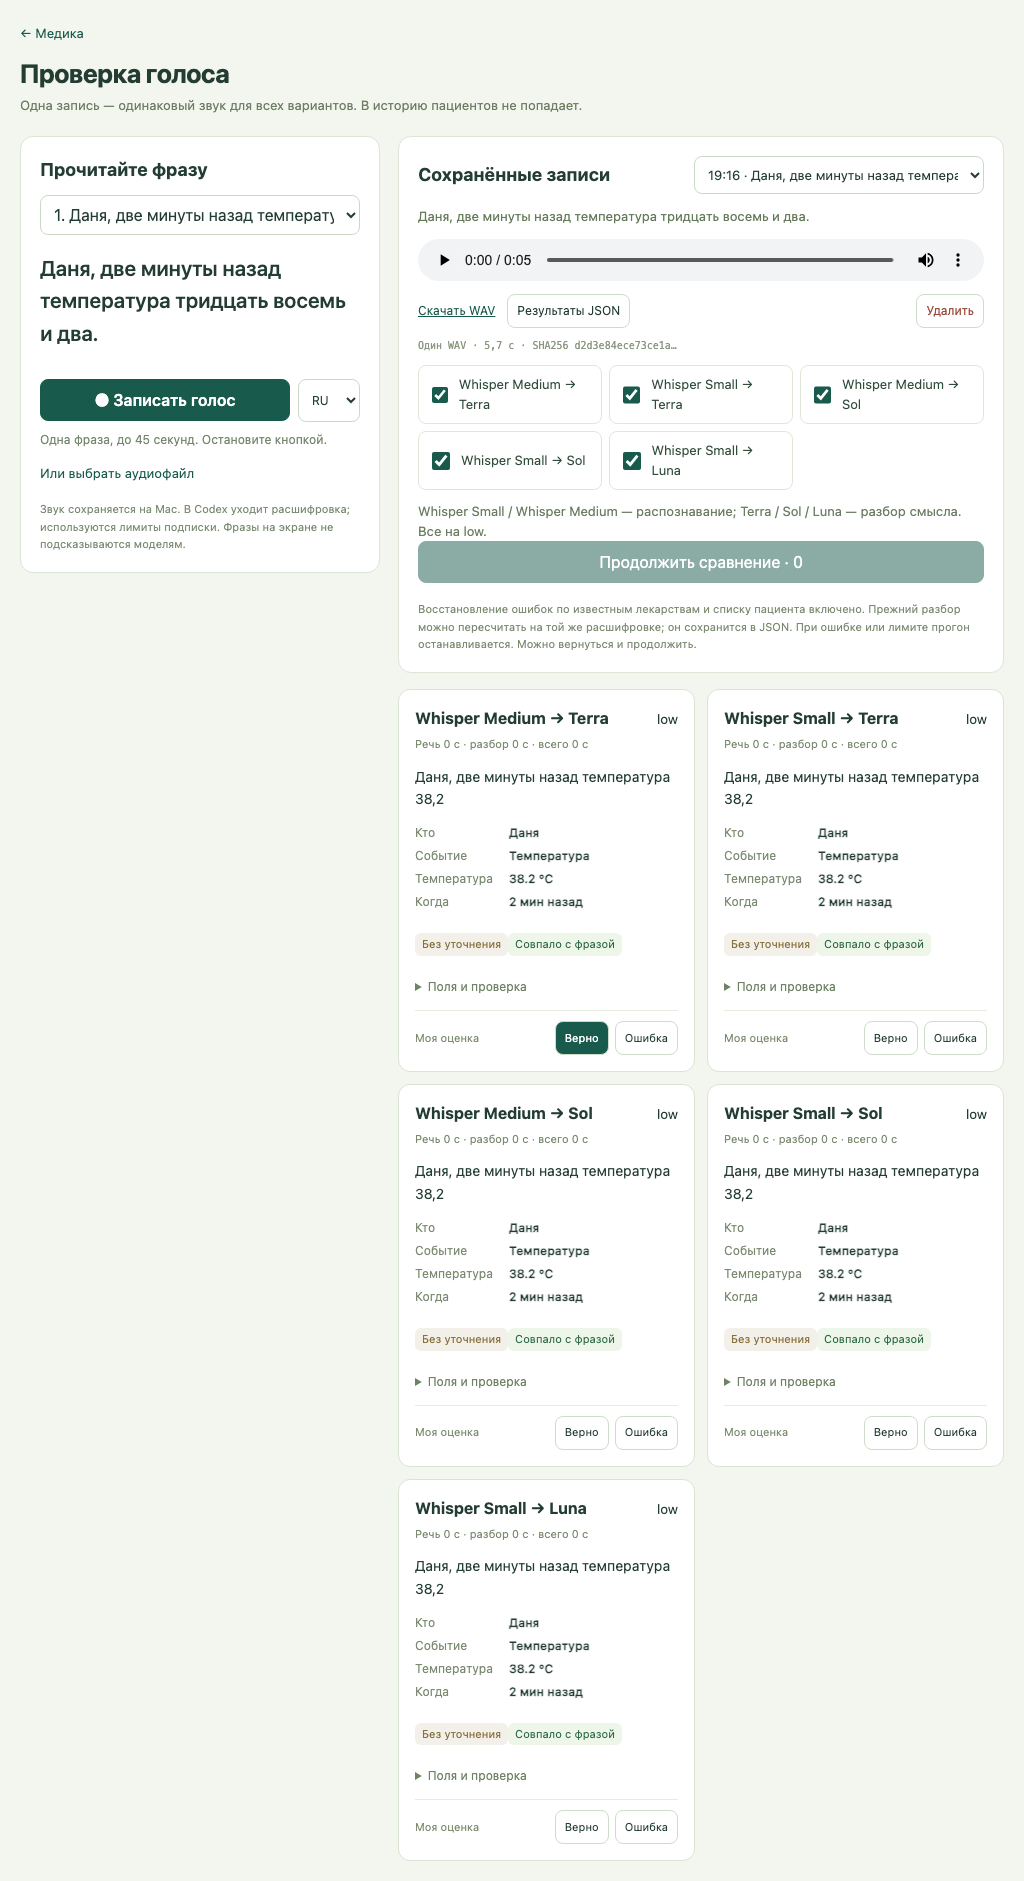 ← Медика
Проверка голоса
Одна запись — одинаковый звук для всех вариантов. В историю пациентов не попадает.
Прочитайте фразу
1. Даня, две минуты назад температу
Даня, две минуты назад
температура тридцать восемь
и два.
Записать голос
RU
Одна фраза, до 45 секунд. Остановите кнопкой.
Или выбрать аудиофайл
Звук сохраняется на Mac. В Codex уходит расшифровка;
используются лимиты подписки. Фразы на экране не
подсказываются моделям.
Сохранённые записи
19:16 · Даня, две минуты назад темпера
Даня, две минуты назад температура тридцать восемь и два.
0:00 / 0:05
Скачать WAV
Результаты JSON
Удалить
Один WAV · 5,7 с · SHA256 d2d3e84ece73ce1a…
Whisper Medium →
Terra
Whisper Small →
Terra
Whisper Medium →
Sol
Whisper Small → Sol
Whisper Small →
Luna
Whisper Small / Whisper Medium — распознавание; Terra / Sol / Luna — разбор смысла.
Все на low.
Продолжить сравнение · 0
Восстановление ошибок по известным лекарствам и списку пациента включено. Прежний разбор
можно пересчитать на той же расшифровке; он сохранится в JSON. При ошибке или лимите прогон
останавливается. Можно вернуться и продолжить.
Whisper Medium → Terra
low
Речь 0 с · разбор 0 с · всего 0 с
Даня, две минуты назад температура
38,2
Кто Даня
Событие Температура
Температура 38.2 °C
Когда 2 мин назад
Без уточнения Совпало с фразой
Поля и проверка
Моя оценка Верно Ошибка
Whisper Small → Terra
low
Речь 0 с · разбор 0 с · всего 0 с
Даня, две минуты назад температура
38,2
Кто Даня
Событие Температура
Температура 38.2 °C
Когда 2 мин назад
Без уточнения Совпало с фразой
Поля и проверка
Моя оценка Верно Ошибка
Whisper Medium → Sol
low
Речь 0 с · разбор 0 с · всего 0 с
Даня, две минуты назад температура
38,2
Кто Даня
Событие Температура
Температура 38.2 °C
Когда 2 мин назад
Без уточнения Совпало с фразой
Поля и проверка
Моя оценка Верно Ошибка
Whisper Small → Sol
low
Речь 0 с · разбор 0 с · всего 0 с
Даня, две минуты назад температура
38,2
Кто Даня
Событие Температура
Температура 38.2 °C
Когда 2 мин назад
Без уточнения Совпало с фразой
Поля и проверка
Моя оценка Верно Ошибка
Whisper Small → Luna
low
Речь 0 с · разбор 0 с · всего 0 с
Даня, две минуты назад температура
38,2
Кто Даня
Событие Температура
Температура 38.2 °C
Когда 2 мин назад
Без уточнения Совпало с фразой
Поля и проверка
Моя оценка Верно Ошибка